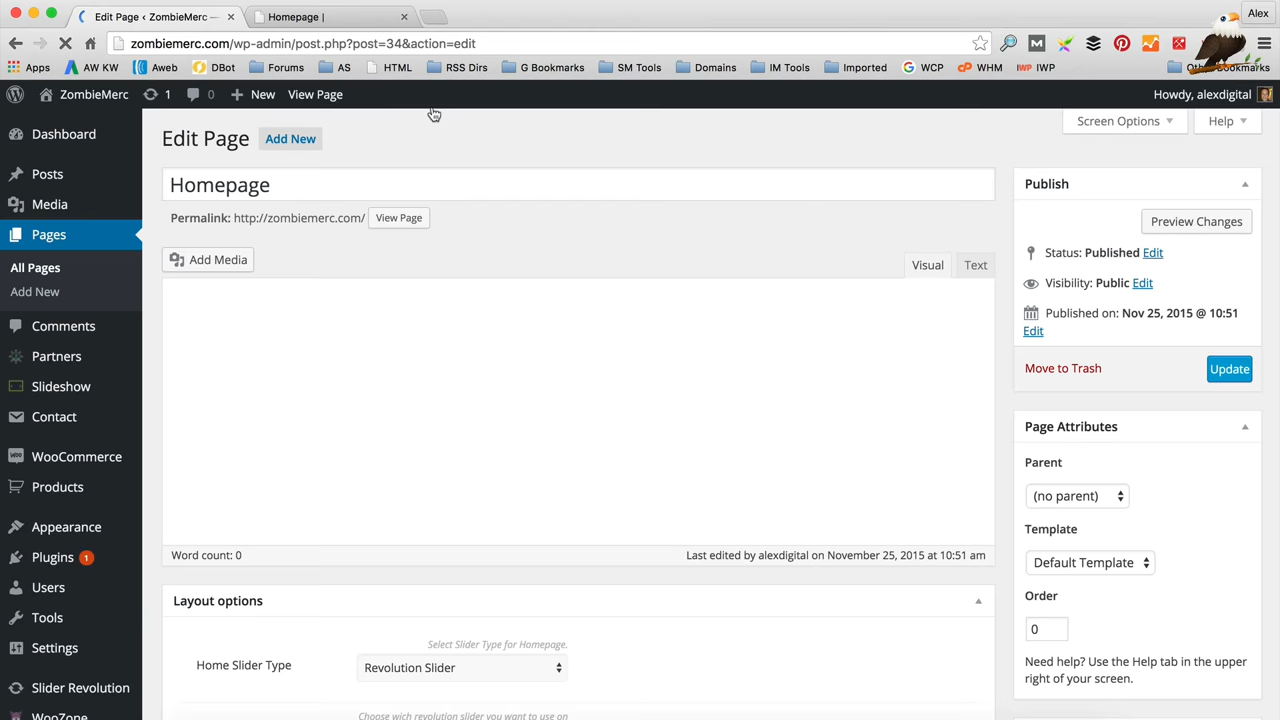 Edit Page ‹ ZombieMerc —
Homepage |
Alex
zombiemerc.com/wp-admin/post.php?post=34&action=edit
Apps AW KW Aweb DBot Forums AS HTML RSS Dirs G Bookmarks SM Tools Domains IM Tools Imported WCP WHM IWP IWP Bookmarks
ZombieMerc 1 0 New View Page Howdy, alexdigital
Dashboard
Posts
Media
Pages
All Pages
Add New
Comments
Partners
Slideshow
Contact
WooCommerce
Products
Appearance
Plugins 1
Users
Tools
Settings
Slider Revolution
WooZone
Screen Options Help
Edit Page Add New
Homepage
Permalink: http://zombiemerc.com/ View Page
Add Media
Visual Text
Word count: 0 Last edited by alexdigital on November 25, 2015 at 10:51 am
Layout options
Select Slider Type for Homepage.
Home Slider Type Revolution Slider
Choose wich revolution slider you want to use on
Publish
Preview Changes
Status: Published Edit
Visibility: Public Edit
Published on: Nov 25, 2015 @ 10:51
Edit
Move to Trash Update
Page Attributes
Parent
(no parent)
Template
Default Template
Order
0
Need help? Use the Help tab in the upper
right of your screen.